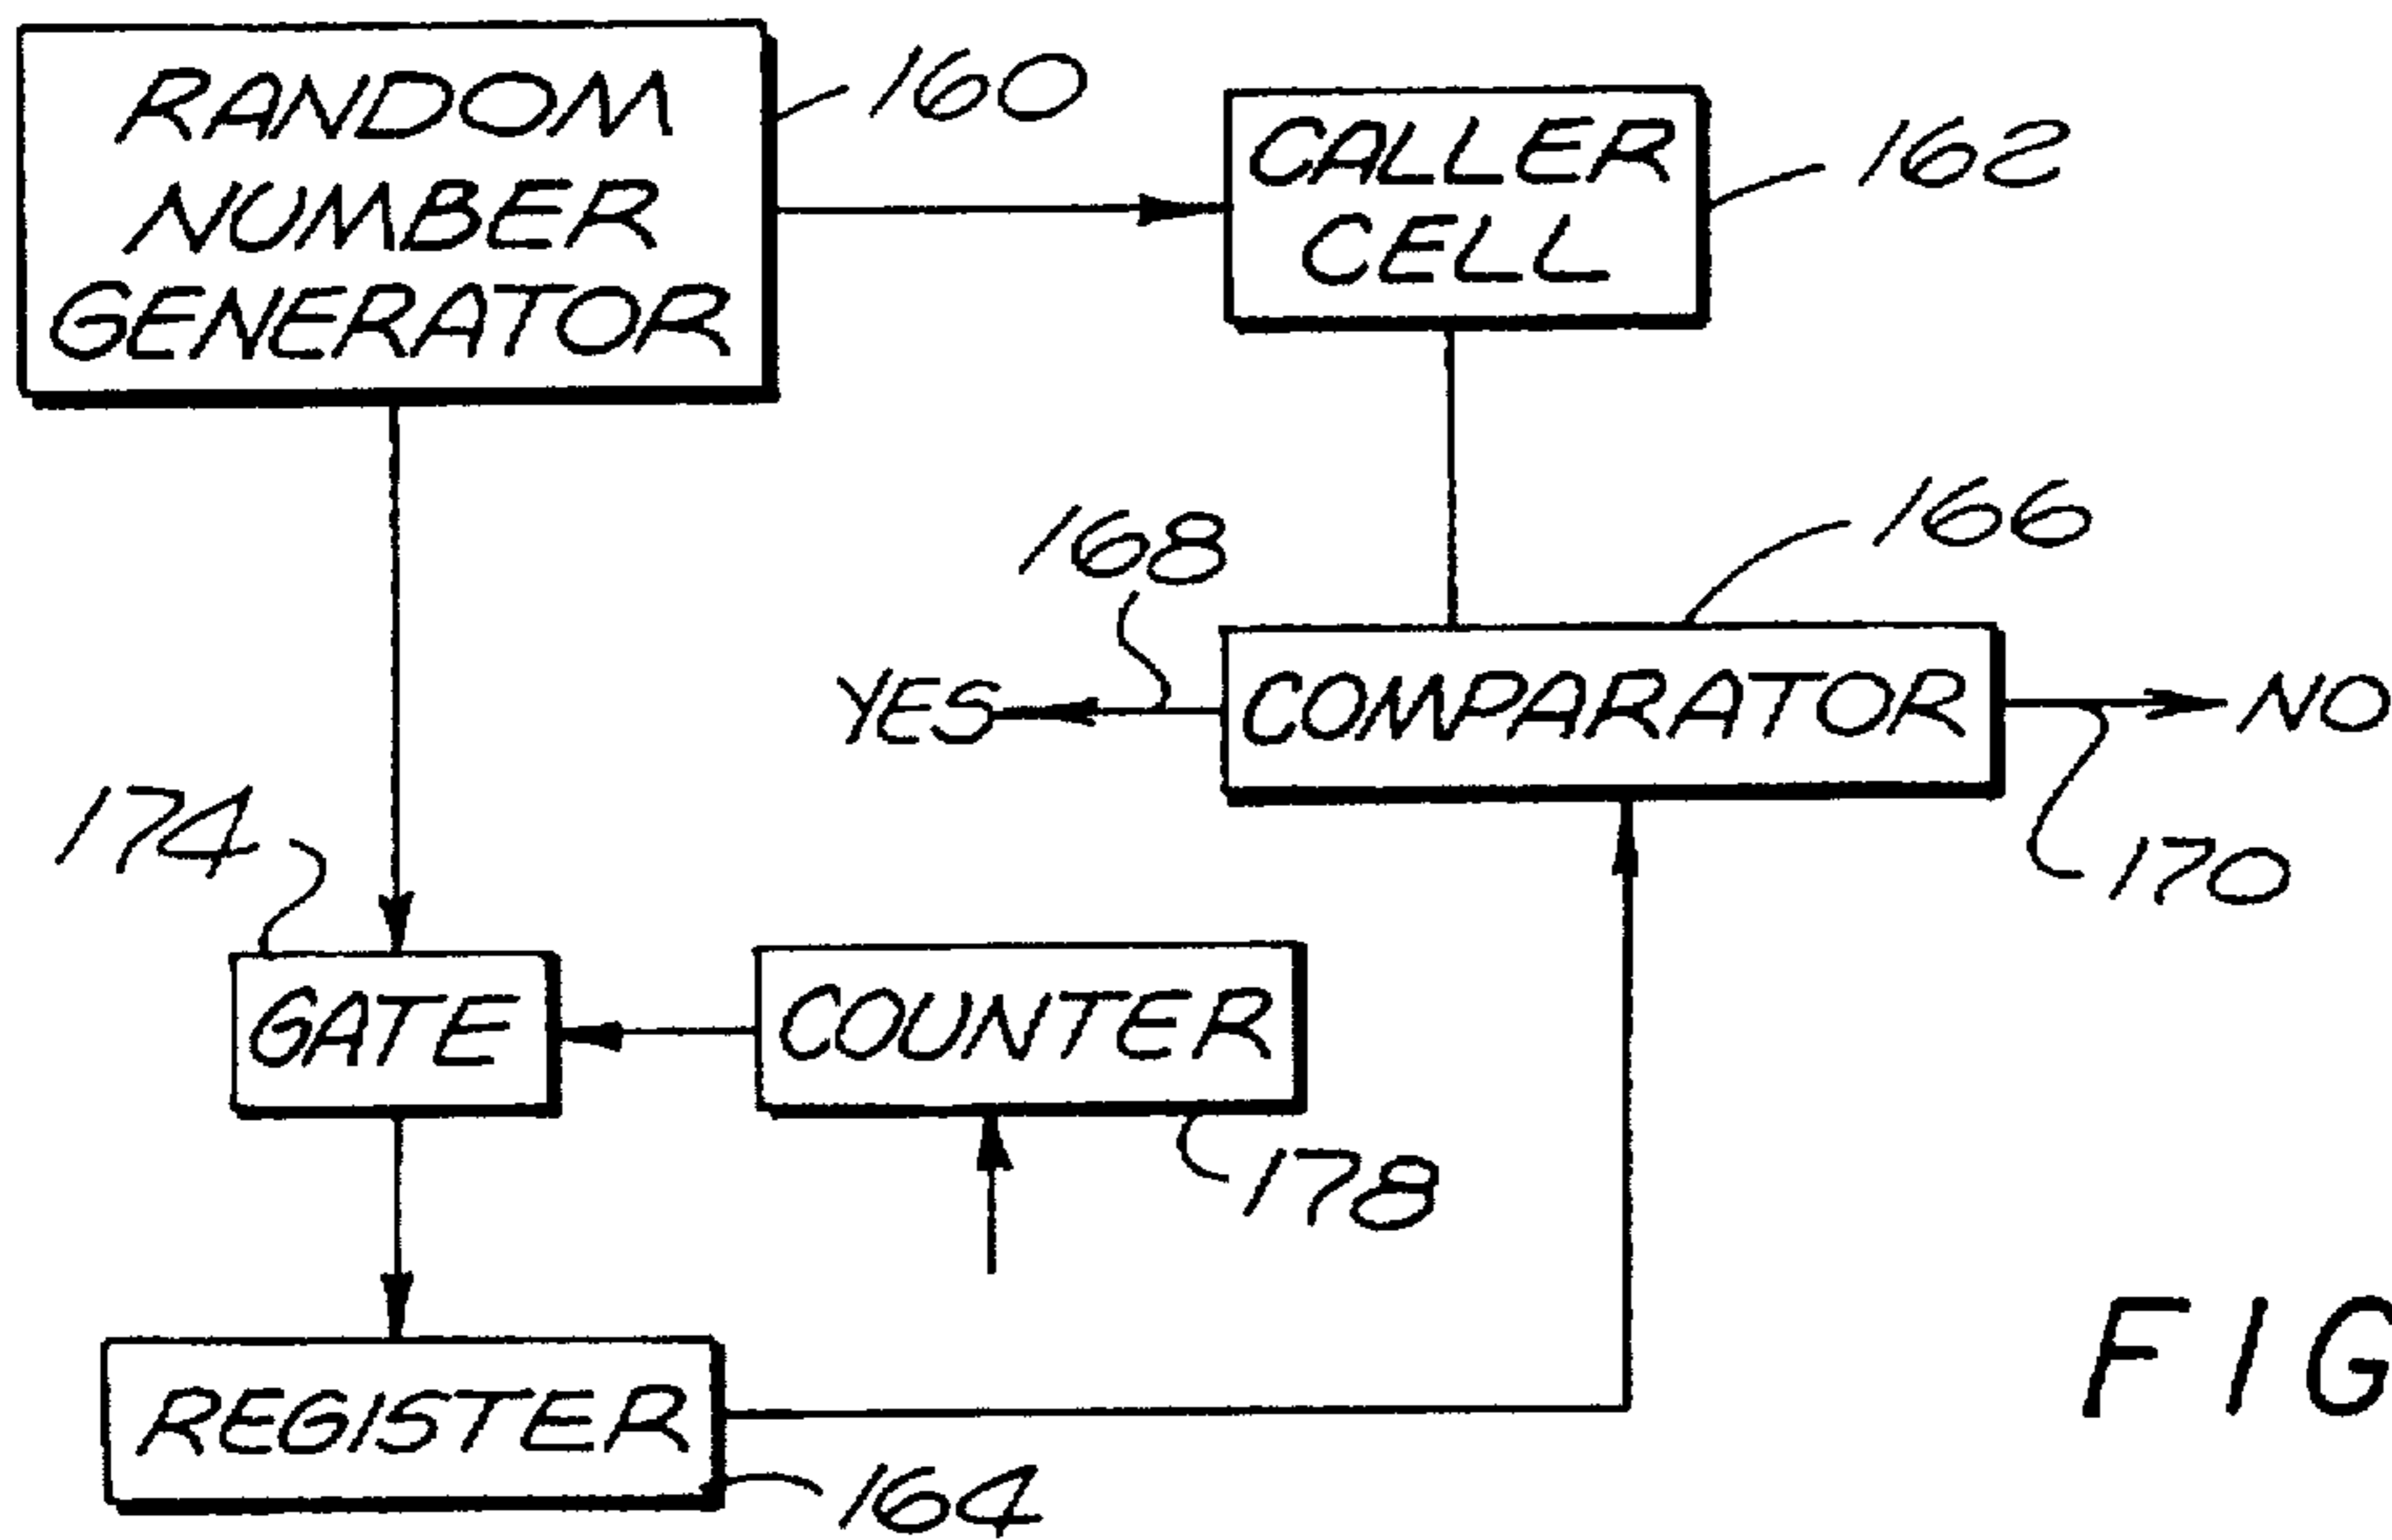 RANDOM
NUMBER
GENERATOR
160
CALLER
CELL
162
168
166
YES
COMPARATOR
NO
174
170
GATE
COUNTER
178
REGISTER
164
FIG